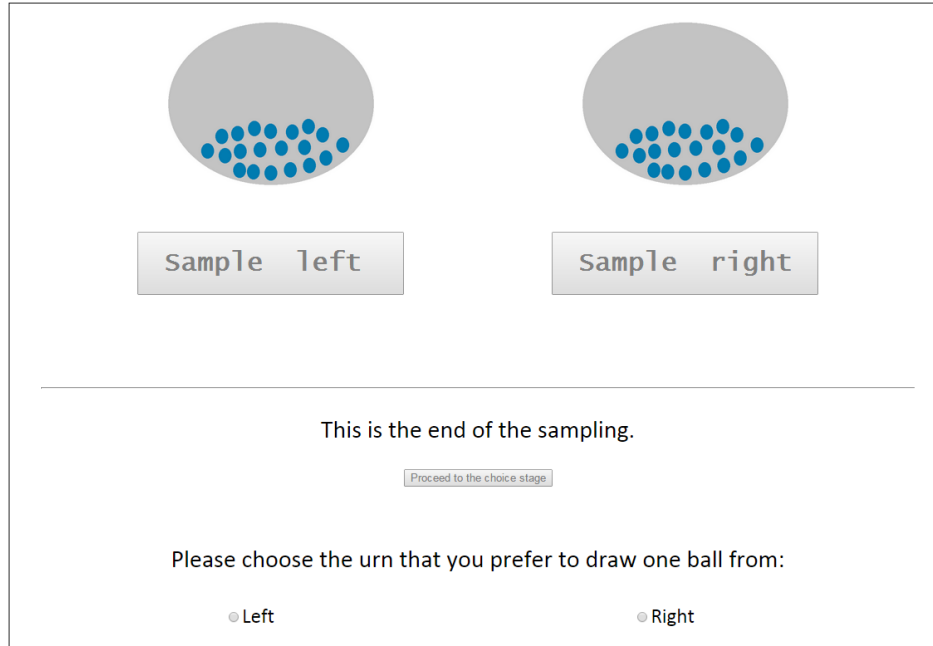 Sample left
Sample right
This is the end of the sampling.
Proceed to the choice stage
Please choose the urn that you prefer to draw one ball from:
Left
Right